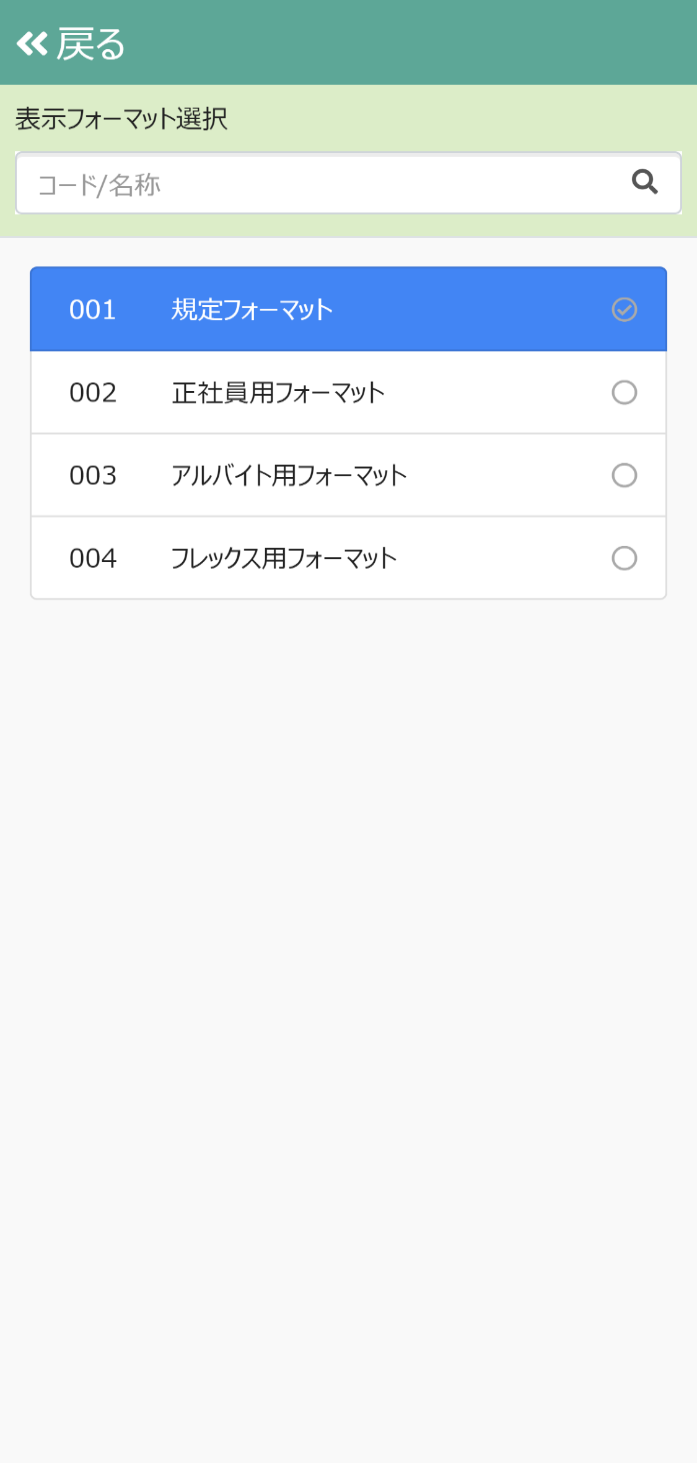 戻る
表示フォーマット選択
コード/名称
001 規定フォーマット
002 正社員用フォーマット
003 アルバイト用フォーマット
004 フレックス用フォーマット